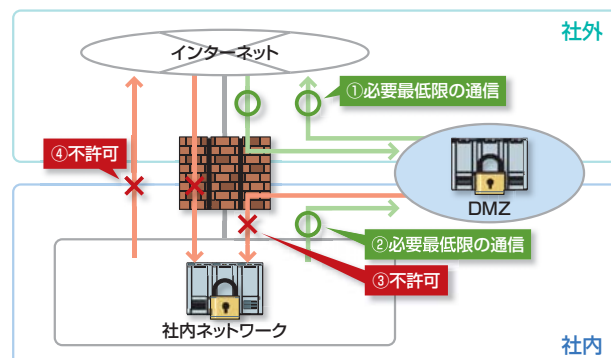 社外
インターネット
①必要最低限の通信
④不許可
DMZ
②必要最低限の通信
③不許可
社内ネットワーク
社内